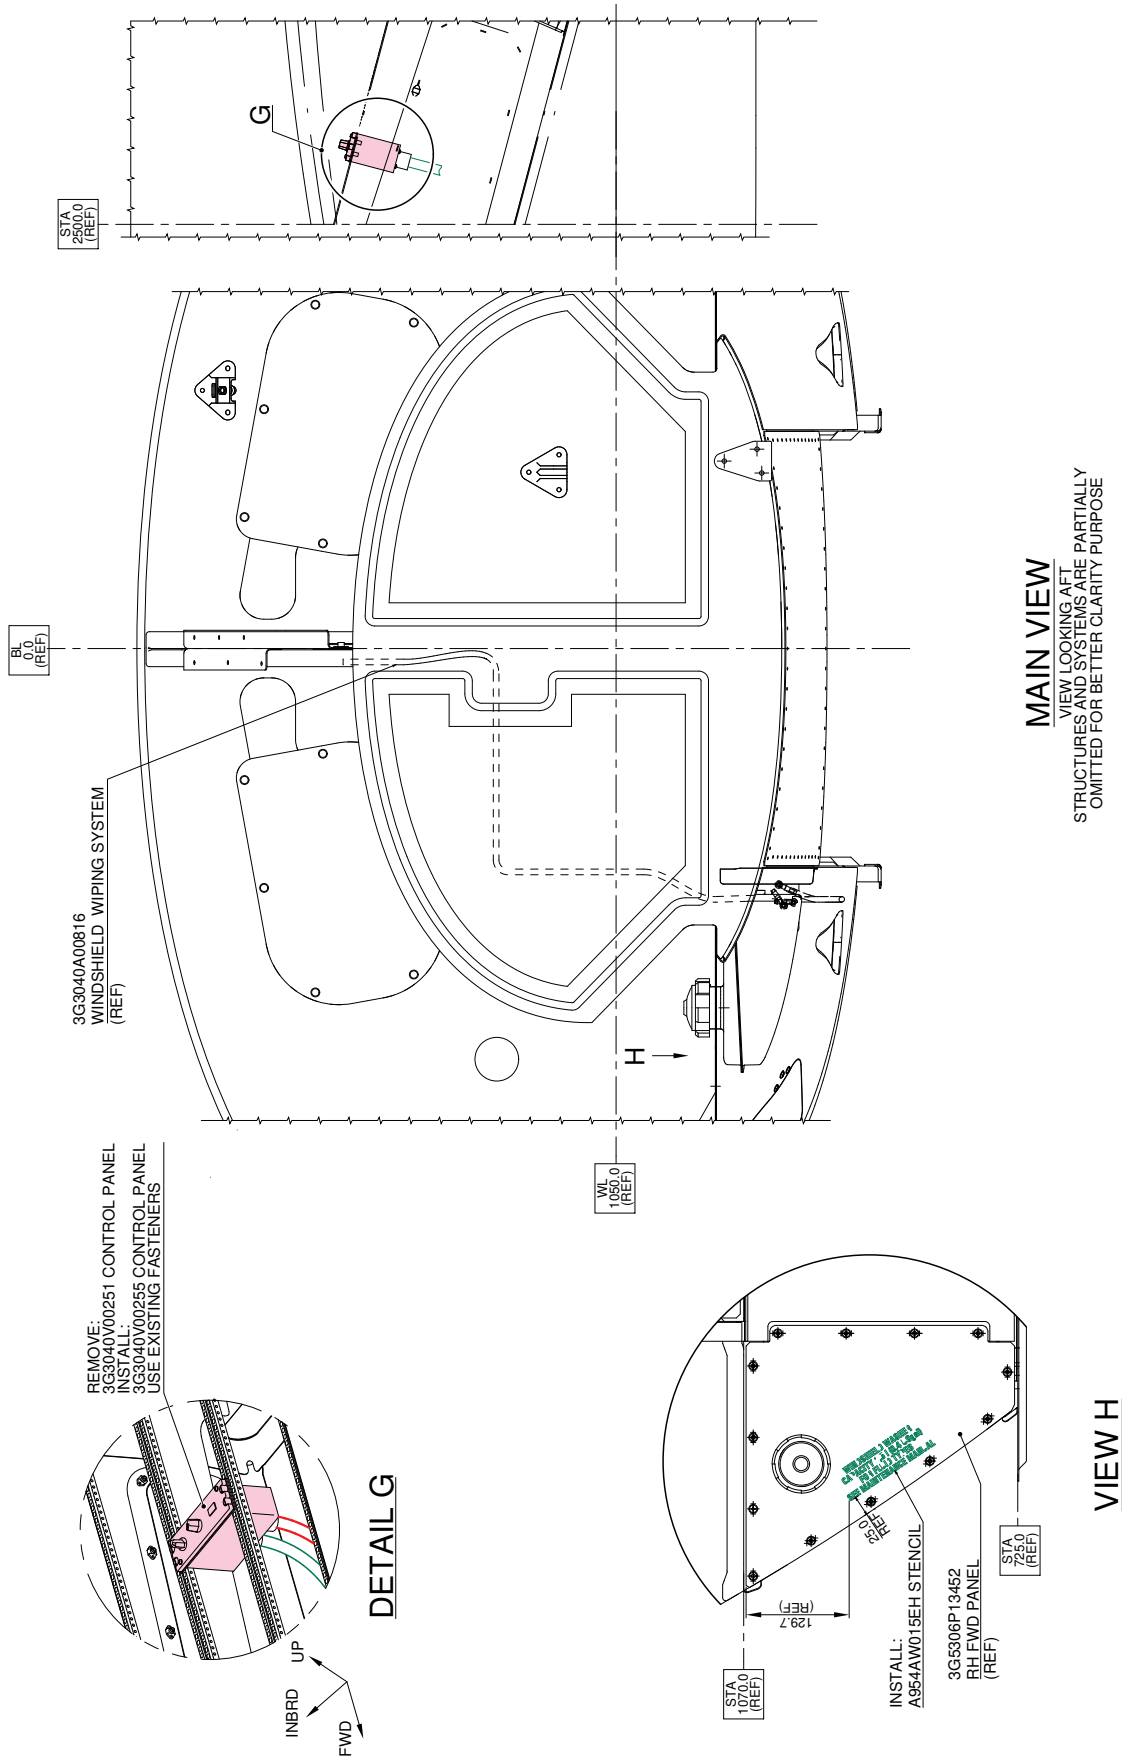 STA
2500.0
(REF)
G
BL
0.0
(REF)
3G3040A00816
WINDSHIELD WIPING SYSTEM
(REF)
H
WL
1050.0
(REF)
MAIN VIEW
VIEW LOOKING AFT
STRUCTURES AND SYSTEMS ARE PARTIALLY
OMITTED FOR BETTER CLARITY PURPOSE
REMOVE:
3G3040V00251 CONTROL PANEL
INSTALL:
3G3040V00255 CONTROL PANEL
USE EXISTING FASTENERS
DETAIL G
UP
INBRD
FWD
STA
1070.0
(REF)
129.7
(REF)
25.0
REF
SEE MAINTENANCE MANUAL
INSTALL:
A954AW015EH STENCIL
3G5306P13452
RH FWD PANEL
(REF)
STA
725.0
(REF)
VIEW H